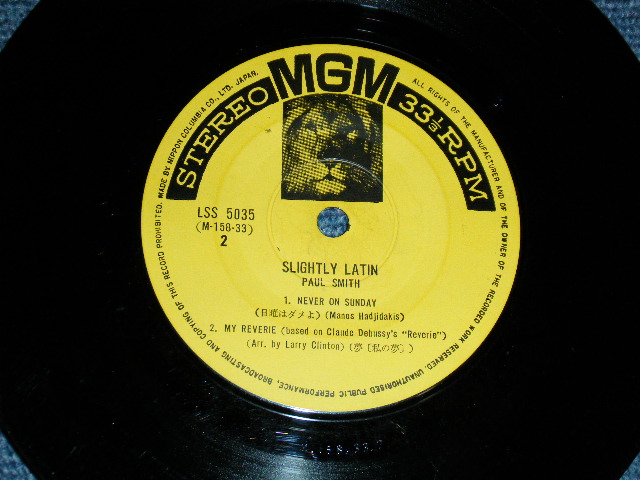 MGM
STEREO
33 1/3 RPM
MADE BY NIPPON COLUMBIA CO., LTD. JAPAN.
ALL RIGHTS OF THE MANUFACTURER AND OF THE OWNER OF THE RECORDED WORK RESERVED. UNAUTHORISED PUBLIC PERFORMANCE, BROADCASTING AND COPYING OF THIS RECORD PROHIBITED.
LSS 5035
(M-158-33)
2
SLIGHTLY LATIN
PAUL SMITH
1. NEVER ON SUNDAY
(日曜はダメよ) (Manos Hadjidakis)
2. MY REVERIE (based on Claude Debussy's "Reverie")
(Arr. by Larry Clinton) (夢〔私の夢〕)